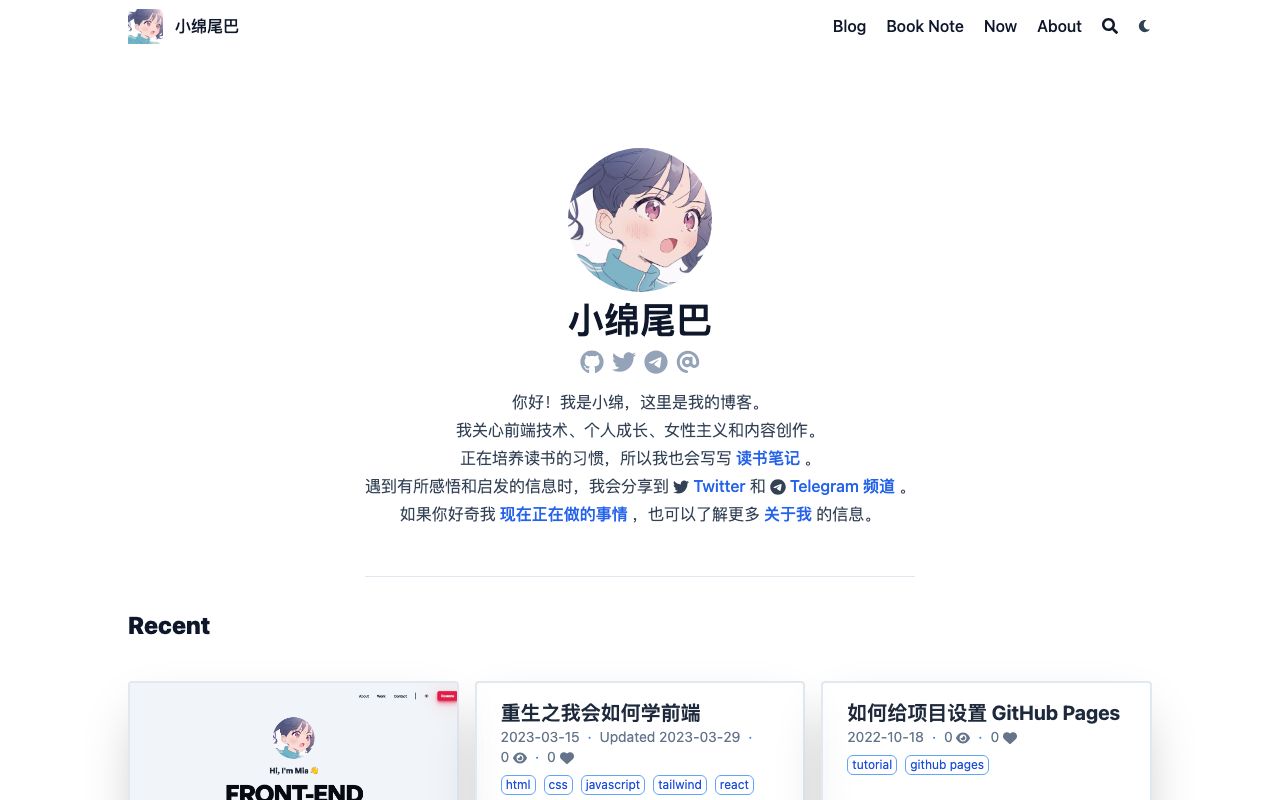 小绵尾巴
Blog Book Note Now About
小绵尾巴
你好！我是小绵，这里是我的博客。
我关心前端技术、个人成长、女性主义和内容创作。
正在培养读书的习惯，所以我也会写写 读书笔记 。
遇到有所感悟和启发的信息时，我会分享到 Twitter 和 Telegram 频道 。
如果你好奇我 现在正在做的事情 ，也可以了解更多 关于我 的信息。
Recent
About Work Contact Resume
Hi, I'm Mia 👋
FRONT-END
重生之我会如何学前端
2023-03-15 · Updated 2023-03-29 ·
0 · 0
html css javascript tailwind react
如何给项目设置 GitHub Pages
2022-10-18 · 0 · 0
tutorial github pages